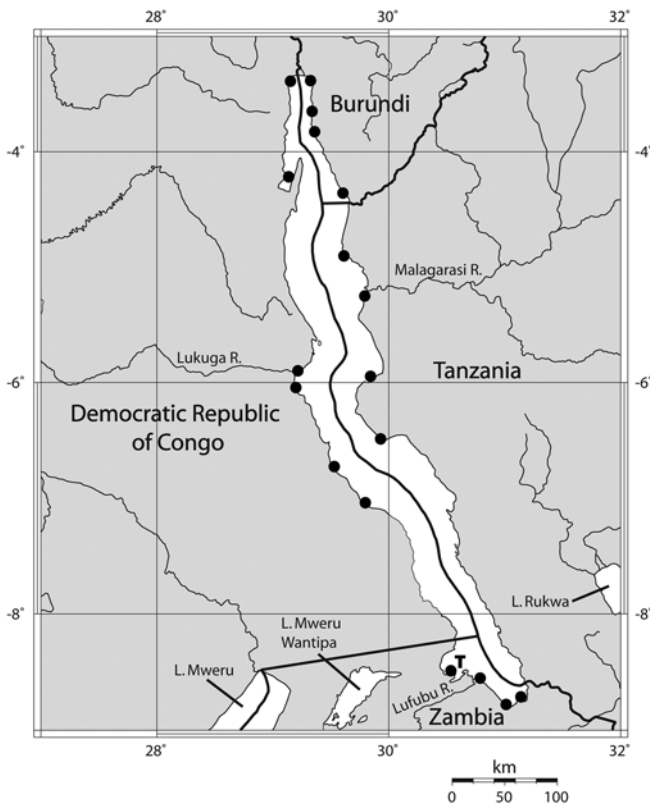 28˚
30˚
32˚
Burundi
-4˚
-4˚
Malagarasi R.
Lukuga R.
Tanzania
-6˚
-6˚
Democratic Republic
of Congo
L. Rukwa
-8˚
-8˚
L. Mweru
Wantipa
T
L. Mweru
Lufubu R.
Zambia
28˚
30˚
32˚
km
0
50
100